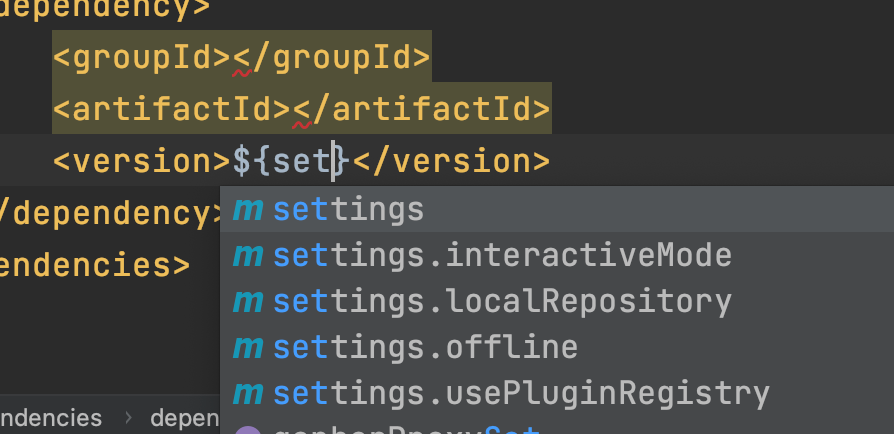 dependency>
<groupId></groupId>
<artifactId></artifactId>
<version>${set}</version>
/dependency>
endencies>
m settings
m settings.interactiveMode
m settings.localRepository
m settings.offline
m settings.usePluginRegistry
gopherProxySet
ndencies › depen